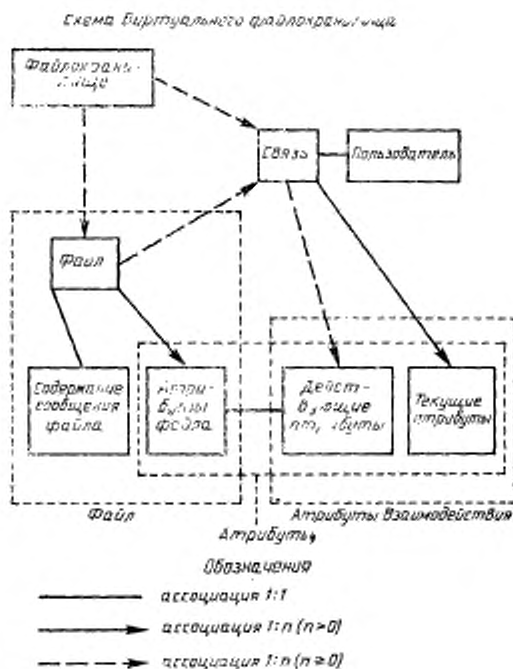 Схема виртуального файлохранилища
Файлохрани-
лище
Связь
Пользователь
Файл
Содержание
сообщения
файла
Атри-
буты
файла
Дейст-
вующие
атрибуты
Текущие
атрибуты
Файл
Атрибуты взаимодействия
Атрибуты
Обозначения
ассоциация 1:1
ассоциация 1:n (n>0)
ассоциация 1:n (n≥0)